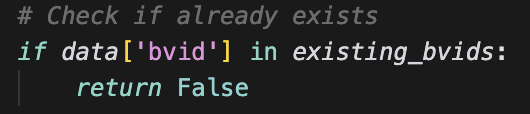 # Check if already exists
if data['bvid'] in existing_bvids:
    return False